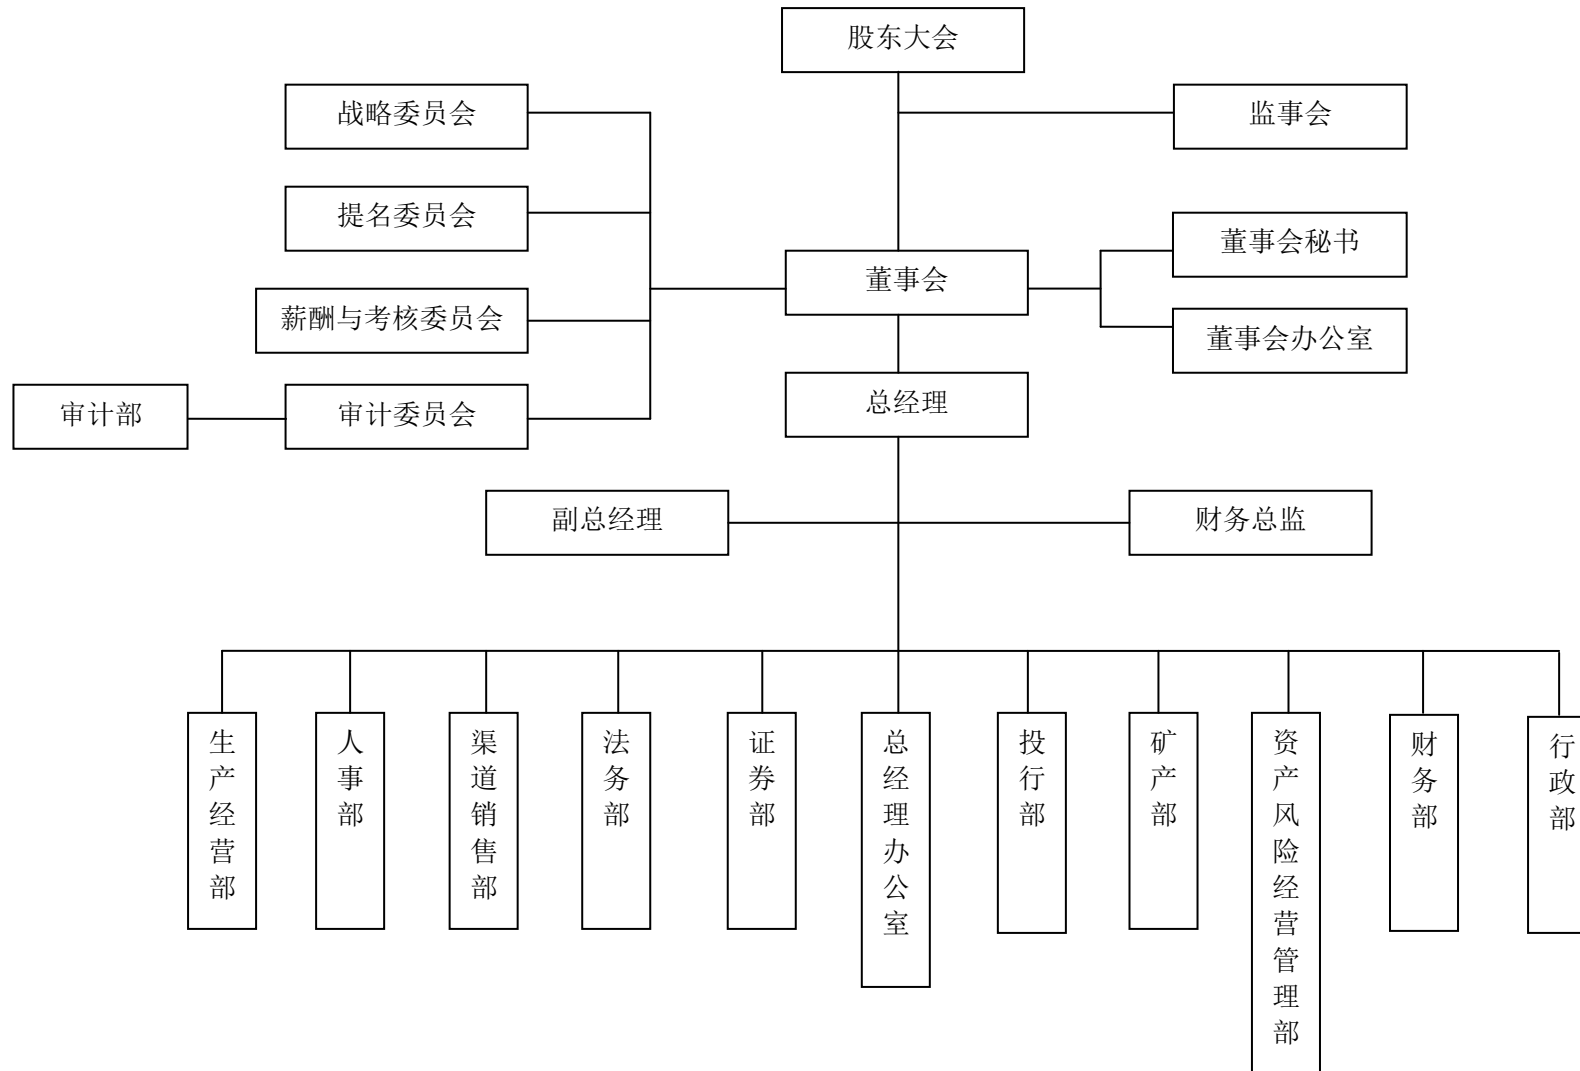 股东大会
战略委员会
监事会
提名委员会
董事会秘书
董事会
薪酬与考核委员会
董事会办公室
总经理
审计部
审计委员会
副总经理
财务总监
生产经营部
人事部
渠道销售部
法务部
证券部
总经理办公室
投行部
矿产部
资产风险经营管理部
财务部
行政部